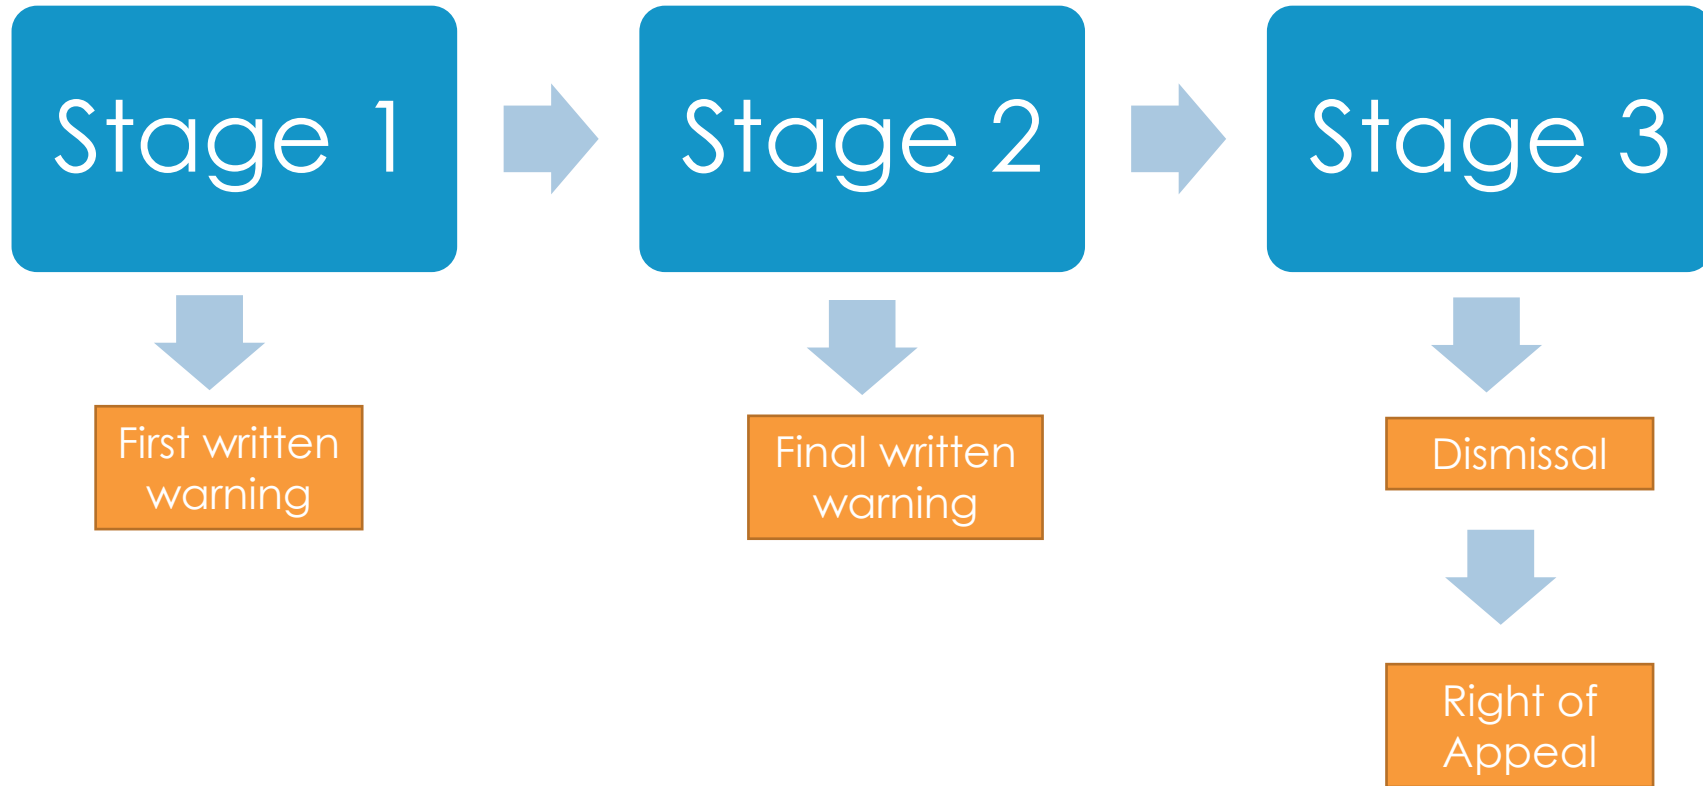 Stage 1
Stage 2
Stage 3
First written
warning
Final written
warning
Dismissal
Right of
Appeal